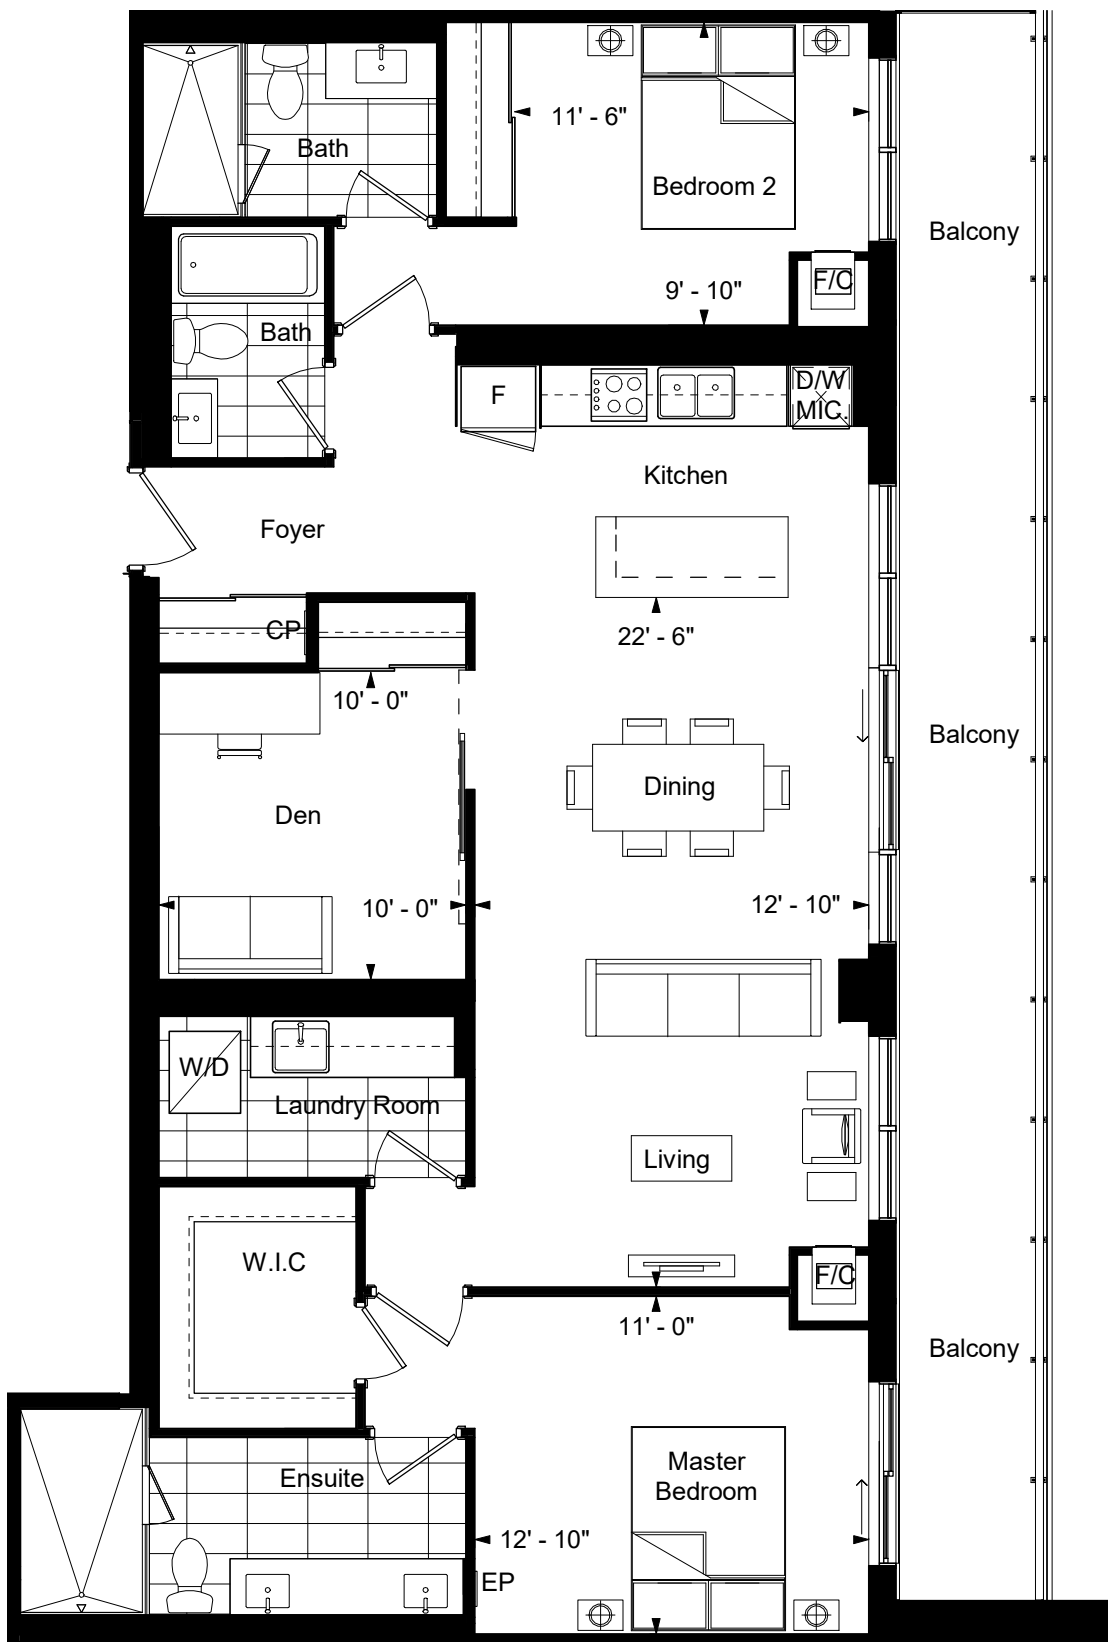 11' - 6"
Bath
Bedroom 2
Balcony
F/C
9' - 10"
Bath
F
D/W
MIC.
Kitchen
Foyer
CP
22' - 6"
10' - 0"
Balcony
Dining
Den
10' - 0"
12' - 10"
W/D
Laundry Room
Living
W.I.C
F/C
11' - 0"
Balcony
Master
Bedroom
Ensuite
12' - 10"
EP